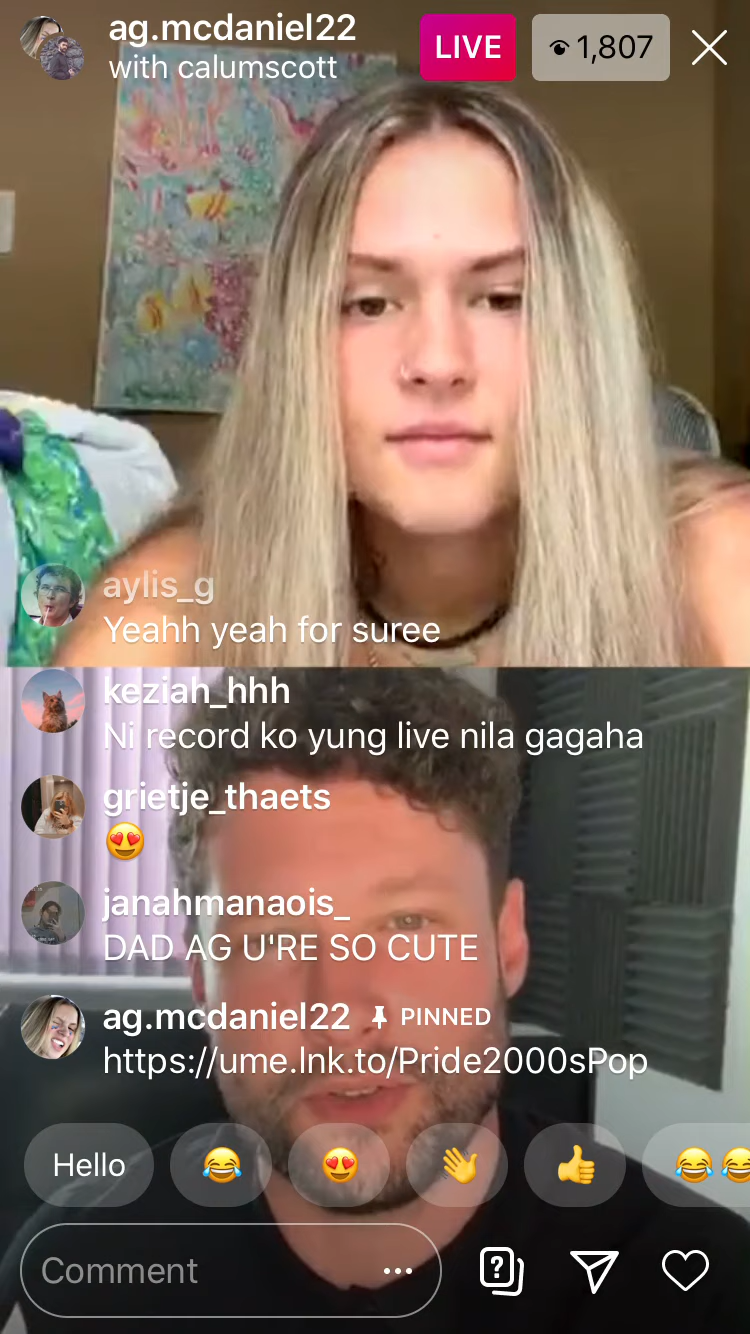 ag.mcdaniel22
LIVE
1,807
with calumscott
aylis_g
Yeahh yeah for suree
keziah_hhh
Ni record ko yung live nila gagaha
grietje_thaets
😍
janahmanaois_
DAD AG U'RE SO CUTE
ag.mcdaniel22 PINNED
https://ume.lnk.to/Pride2000sPop
Hello 😂 😍 👋 👍 😂😂
Comment